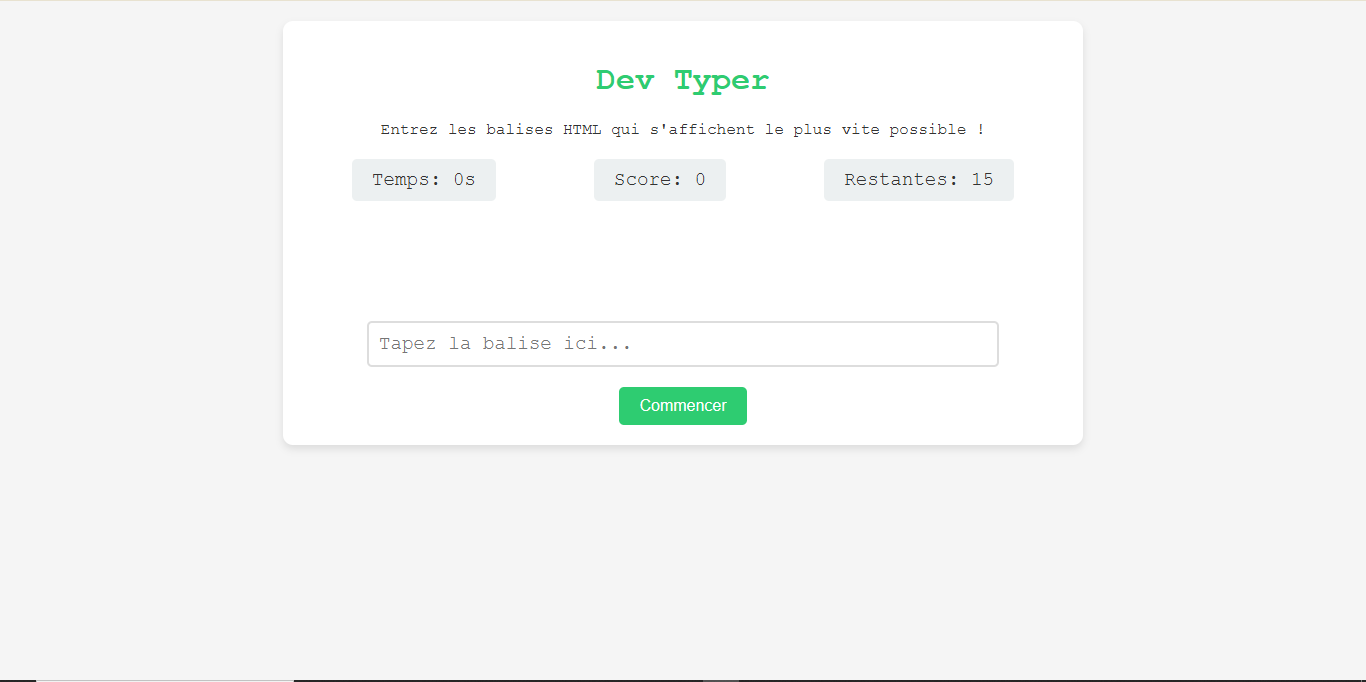 Dev Typer
Entrez les balises HTML qui s'affichent le plus vite possible !
Temps: 0s
Score: 0
Restantes: 15
Tapez la balise ici...
Commencer